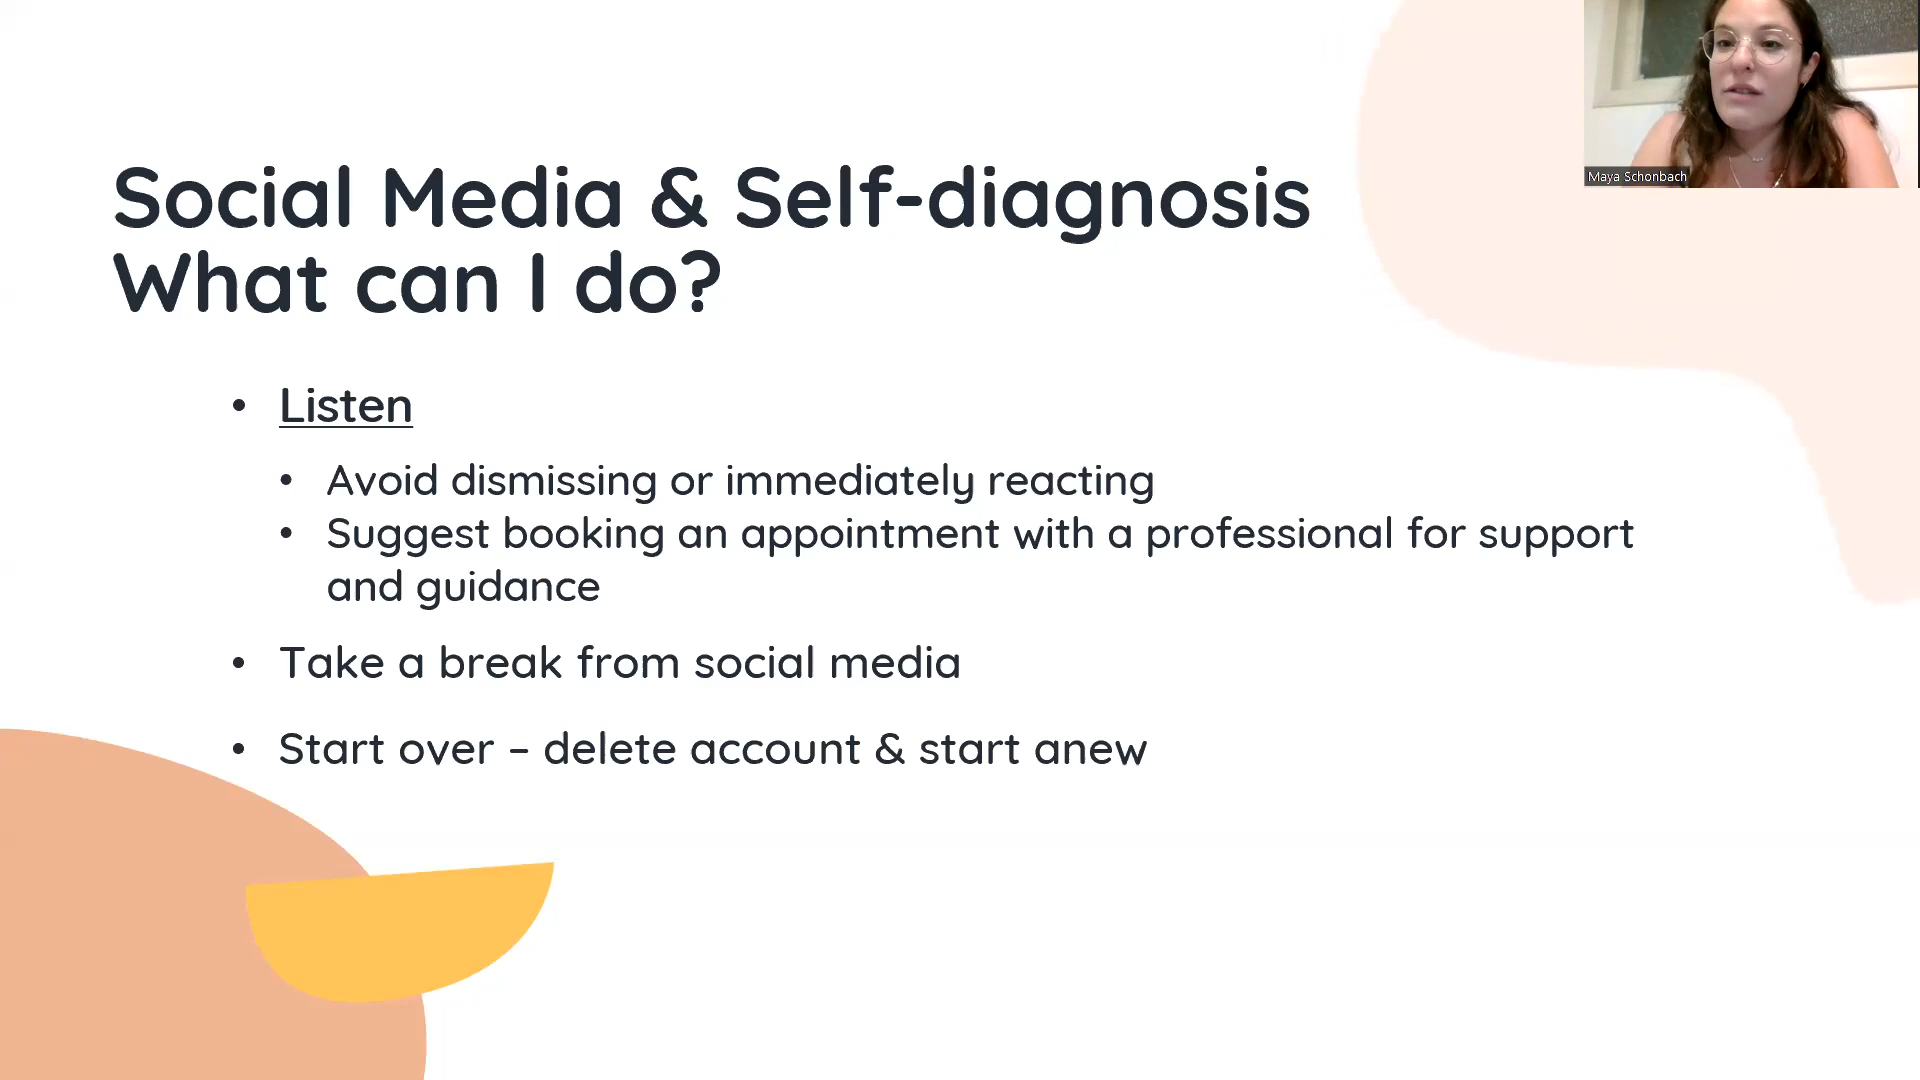 Maya Schonbach
Social Media & Self-diagnosis
What can I do?
• Listen
• Avoid dismissing or immediately reacting
• Suggest booking an appointment with a professional for support
and guidance
• Take a break from social media
• Start over – delete account & start anew